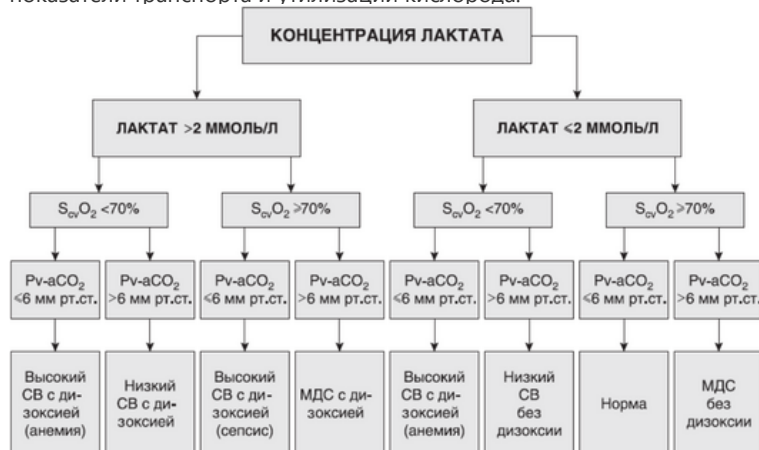 показатели транспорта и утилизации кислорода.
КОНЦЕНТРАЦИЯ ЛАКТАТА
ЛАКТАТ >2 ММОЛЬ/Л
ЛАКТАТ ⩽2 ММОЛЬ/Л
ScvO2 <70%
ScvO2 ⩾70%
ScvO2 <70%
ScvO2 ⩾70%
Pv-aCO2
⩽6 мм рт.ст.
Pv-aCO2
>6 мм рт.ст.
Pv-aCO2
⩽6 мм рт.ст.
Pv-aCO2
>6 мм рт.ст.
Pv-aCO2
⩽6 мм рт.ст.
Pv-aCO2
>6 мм рт.ст.
Pv-aCO2
⩽6 мм рт.ст.
Pv-aCO2
>6 мм рт.ст.
Высокий
СВ с ди-
зоксией
(анемия)
Низкий
СВ с ди-
зоксией
Высокий
СВ с ди-
зоксией
(сепсис)
МДС с ди-
зоксией
Высокий
СВ с ди-
зоксией
(анемия)
Низкий
СВ
без
дизоксии
Норма
МДС
без
дизоксии